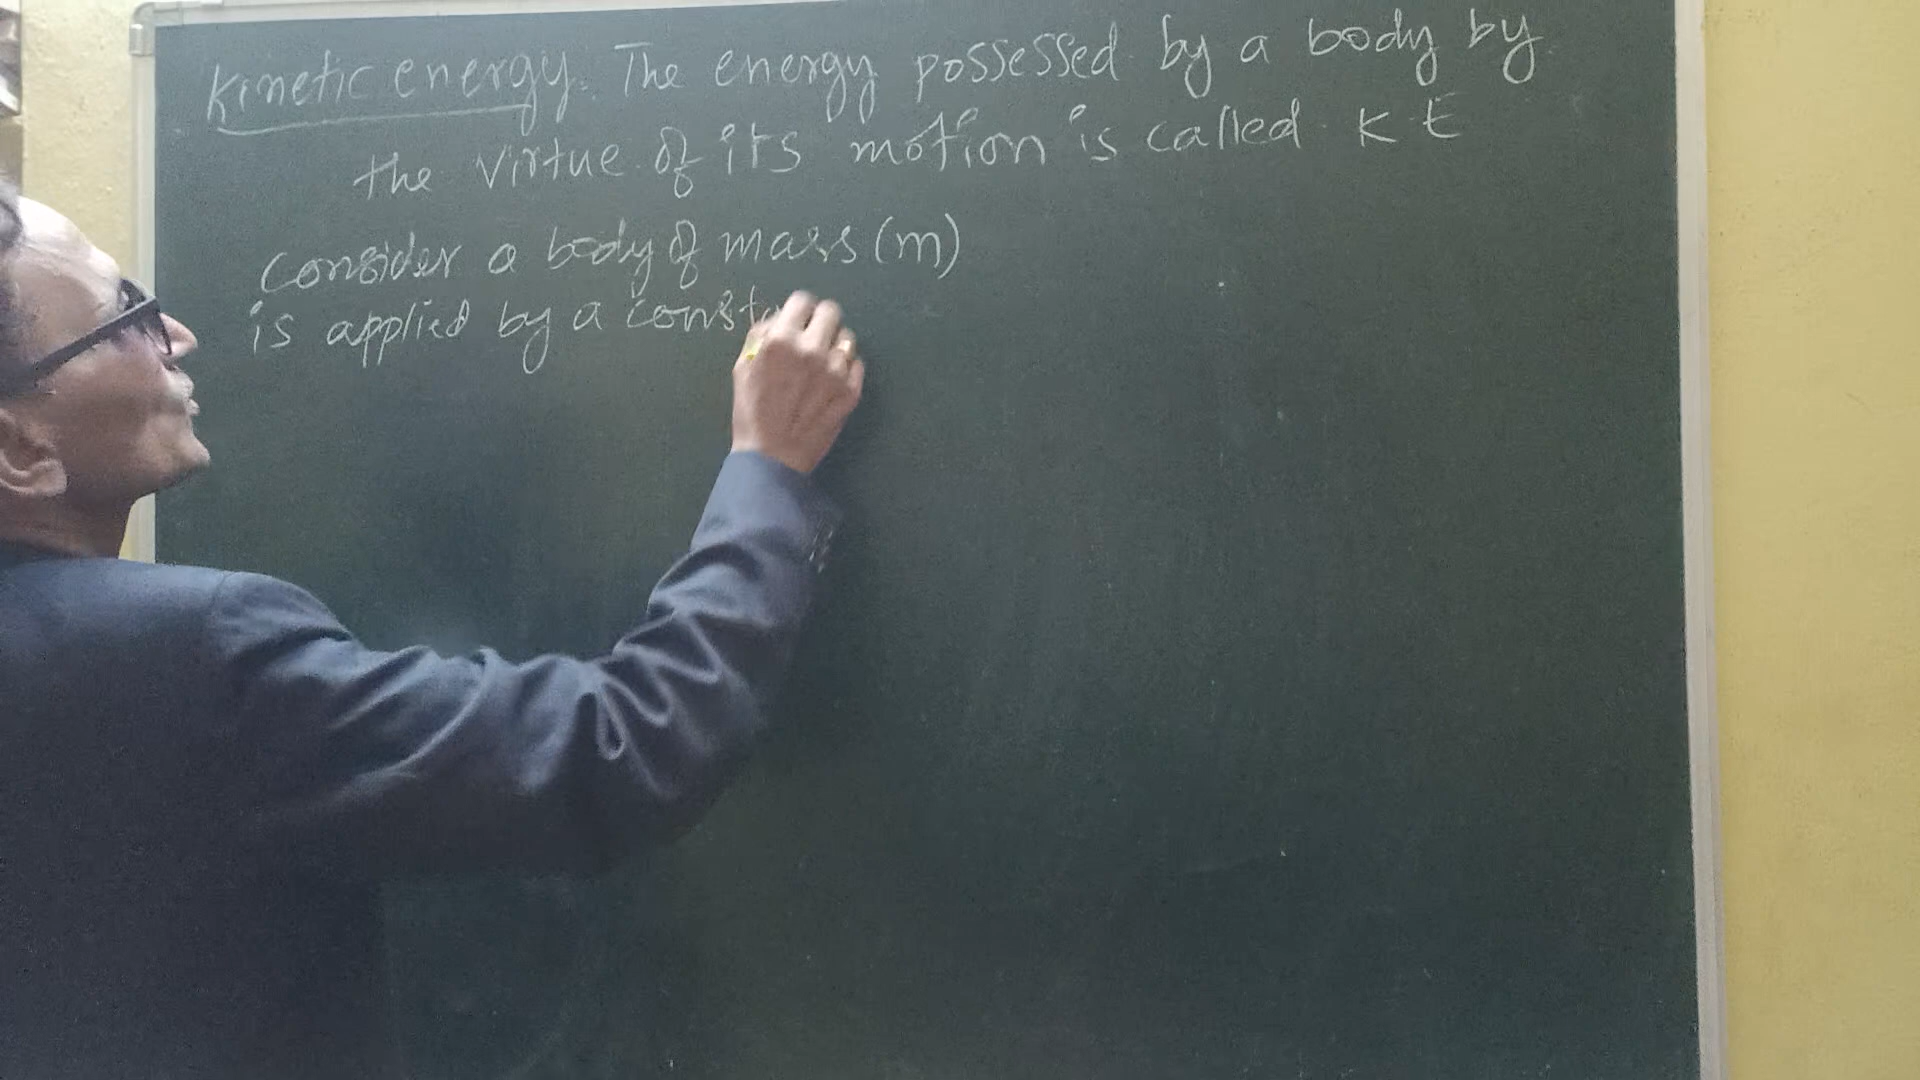 Kinetic energy. The energy possessed by a body by
the virtue of its motion is called K E
Consider a body of mass (m)
is applied by a consta